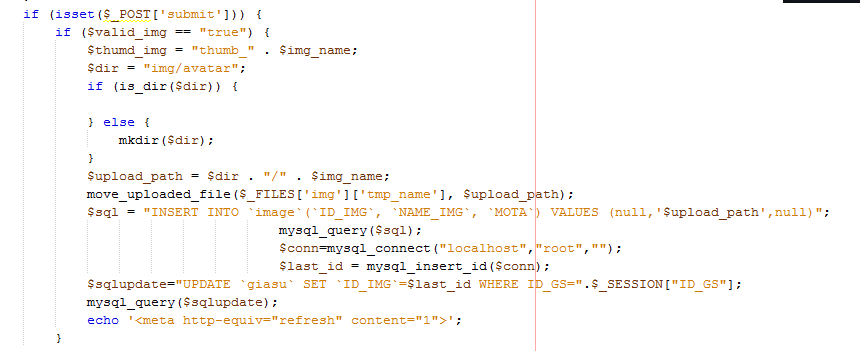 if (isset($_POST['submit'])) {
if ($valid_img == "true") {
$thumd_img = "thumb_" . $img_name;
$dir = "img/avatar";
if (is_dir($dir)) {
} else {
mkdir($dir);
}
$upload_path = $dir . "/" . $img_name;
move_uploaded_file($_FILES['img']['tmp_name'], $upload_path);
$sql = "INSERT INTO `image`(`ID_IMG`, `NAME_IMG`, `MOTA`) VALUES (null,'$upload_path',null)";
mysql_query($sql);
$conn=mysql_connect("localhost","root","");
$last_id = mysql_insert_id($conn);
$sqlupdate="UPDATE `giasu` SET `ID_IMG`=$last_id WHERE ID_GS=".$_SESSION["ID_GS"];
mysql_query($sqlupdate);
echo '<meta http-equiv="refresh" content="1">';
}